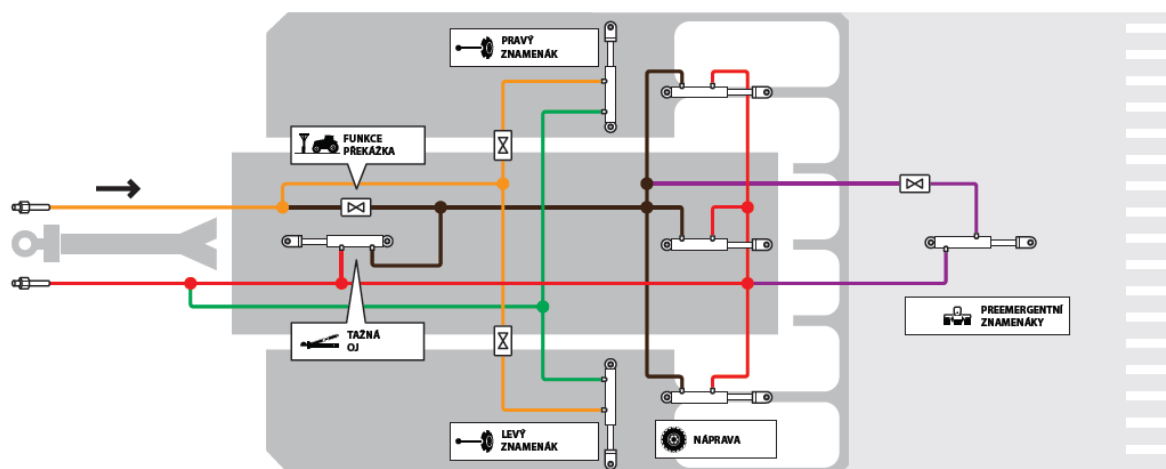 PRAVÝ
ZNAMENÁK
FUNKCE
PŘEKÁŽKA
TAŽNÁ
OJ
PREEMERGENTNÍ
ZNAMENÁKY
LEVÝ
ZNAMENÁK
NÁPRAVA